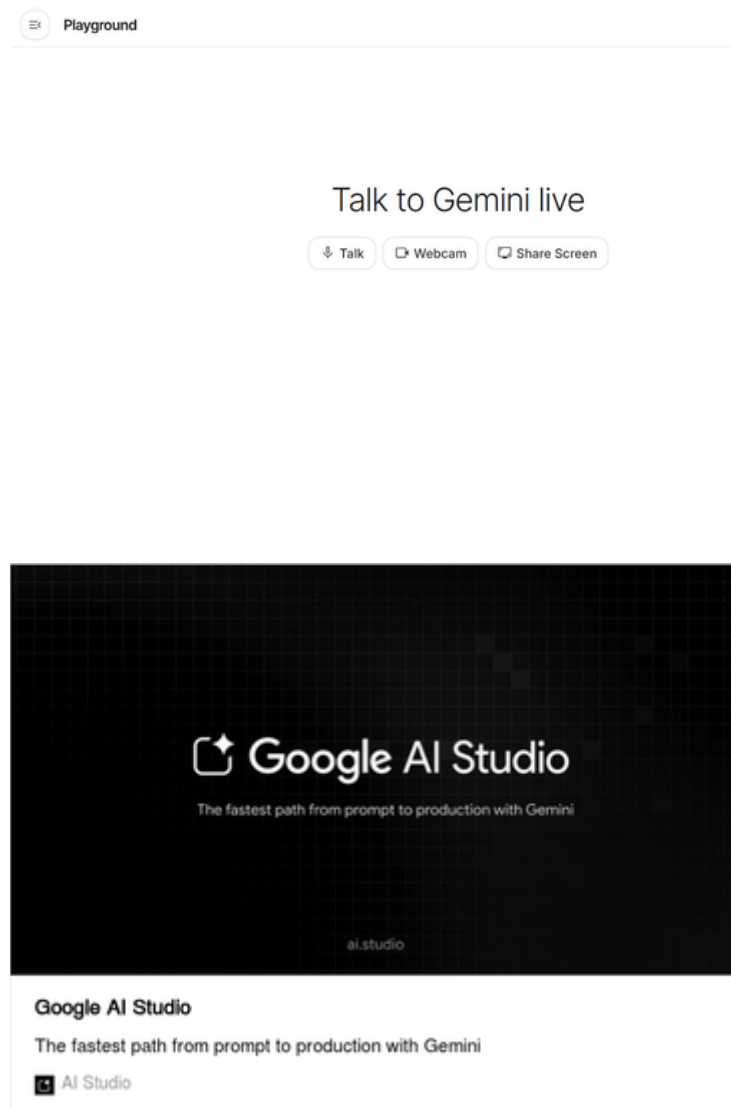 Playground
Talk to Gemini live
Talk Webcam Share Screen
Google AI Studio
The fastest path from prompt to production with Gemini
ai.studio
Google AI Studio
The fastest path from prompt to production with Gemini
AI Studio